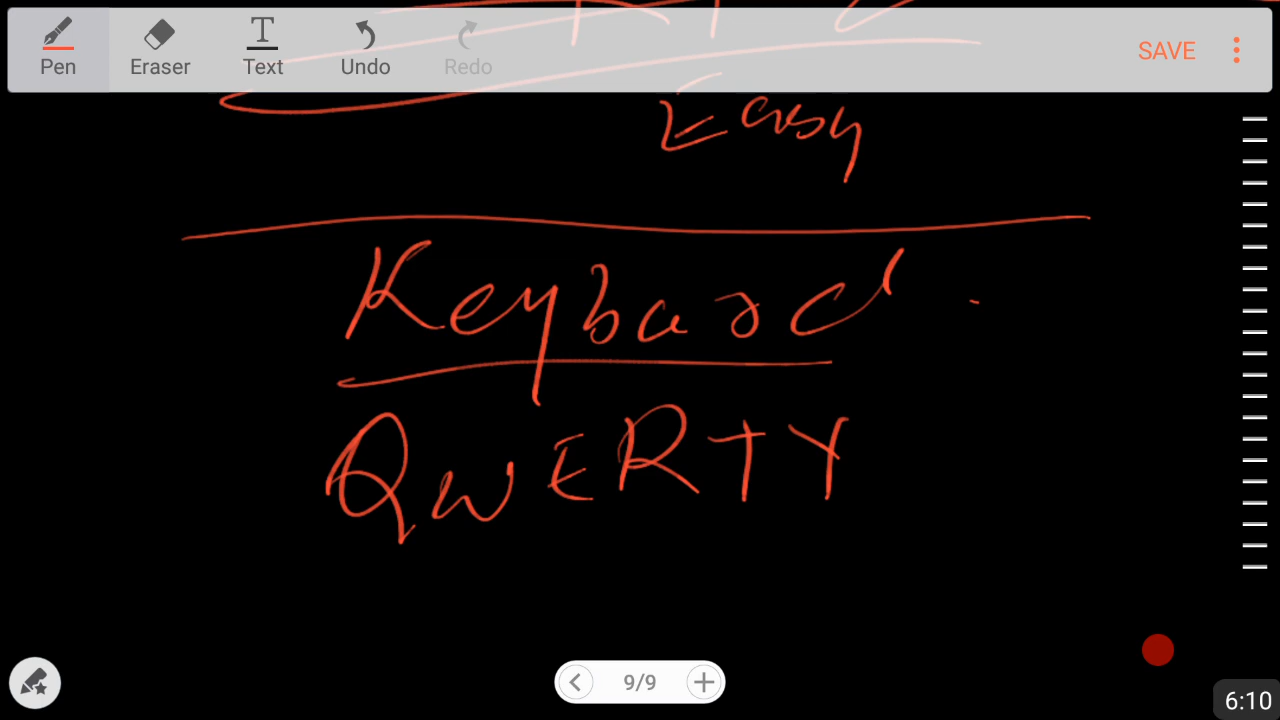 Pen Eraser Text Undo Redo SAVE
Easy
Keyboard
QWERTY
9/9
6:10